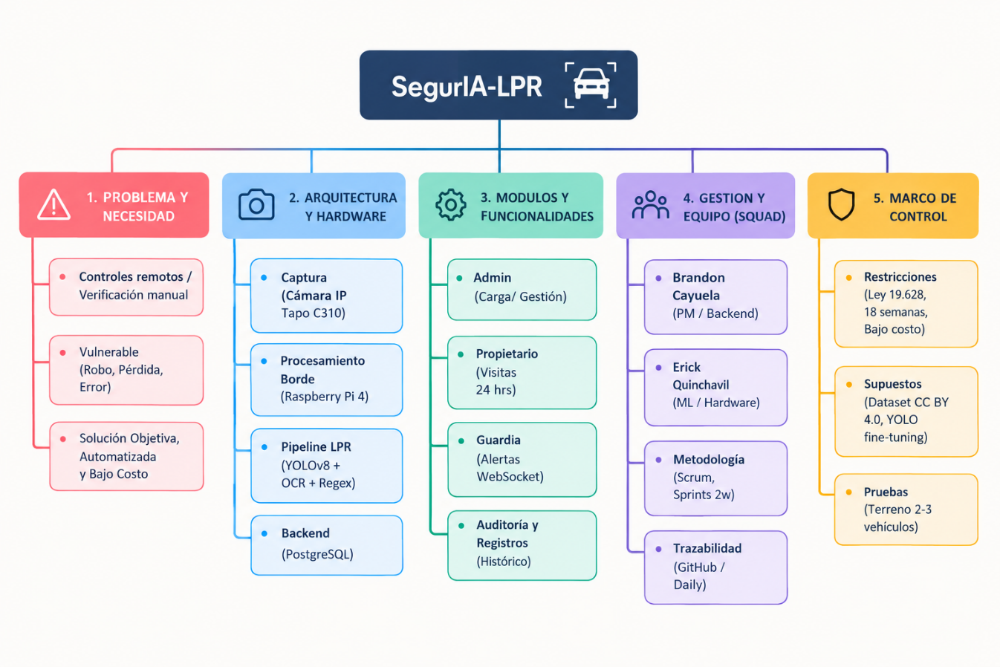 SegurIA-LPR
1. PROBLEMA Y
NECESIDAD
Controles remotos /
Verificación manual
Vulnerable
(Robo, Pérdida,
Error)
Solución Objetiva,
Automatizada
y Bajo Costo
2. ARQUITECTURA
Y HARDWARE
Captura
(Cámara IP
Tapo C310)
Procesamiento
Borde
(Raspberry Pi 4)
Pipeline LPR
(YOLOv8 +
OCR + Regex)
Backend
(PostgreSQL)
3. MODULOS Y
FUNCIONALIDADES
Admin
(Carga/ Gestión)
Propietario
(Visitas
24 hrs)
Guardia
(Alertas
WebSocket)
Auditoría y
Registros
(Histórico)
4. GESTION Y
EQUIPO (SQUAD)
Brandon
Cayuela
(PM / Backend)
Erick
Quinchavil
(ML / Hardware)
Metodología
(Scrum,
Sprints 2w)
Trazabilidad
(GitHub /
Daily)
5. MARCO DE
CONTROL
Restricciones
(Ley 19.628,
18 semanas,
Bajo costo)
Supuestos
(Dataset CC BY
4.0, YOLO
fine-tuning)
Pruebas
(Terreno 2-3
vehículos)